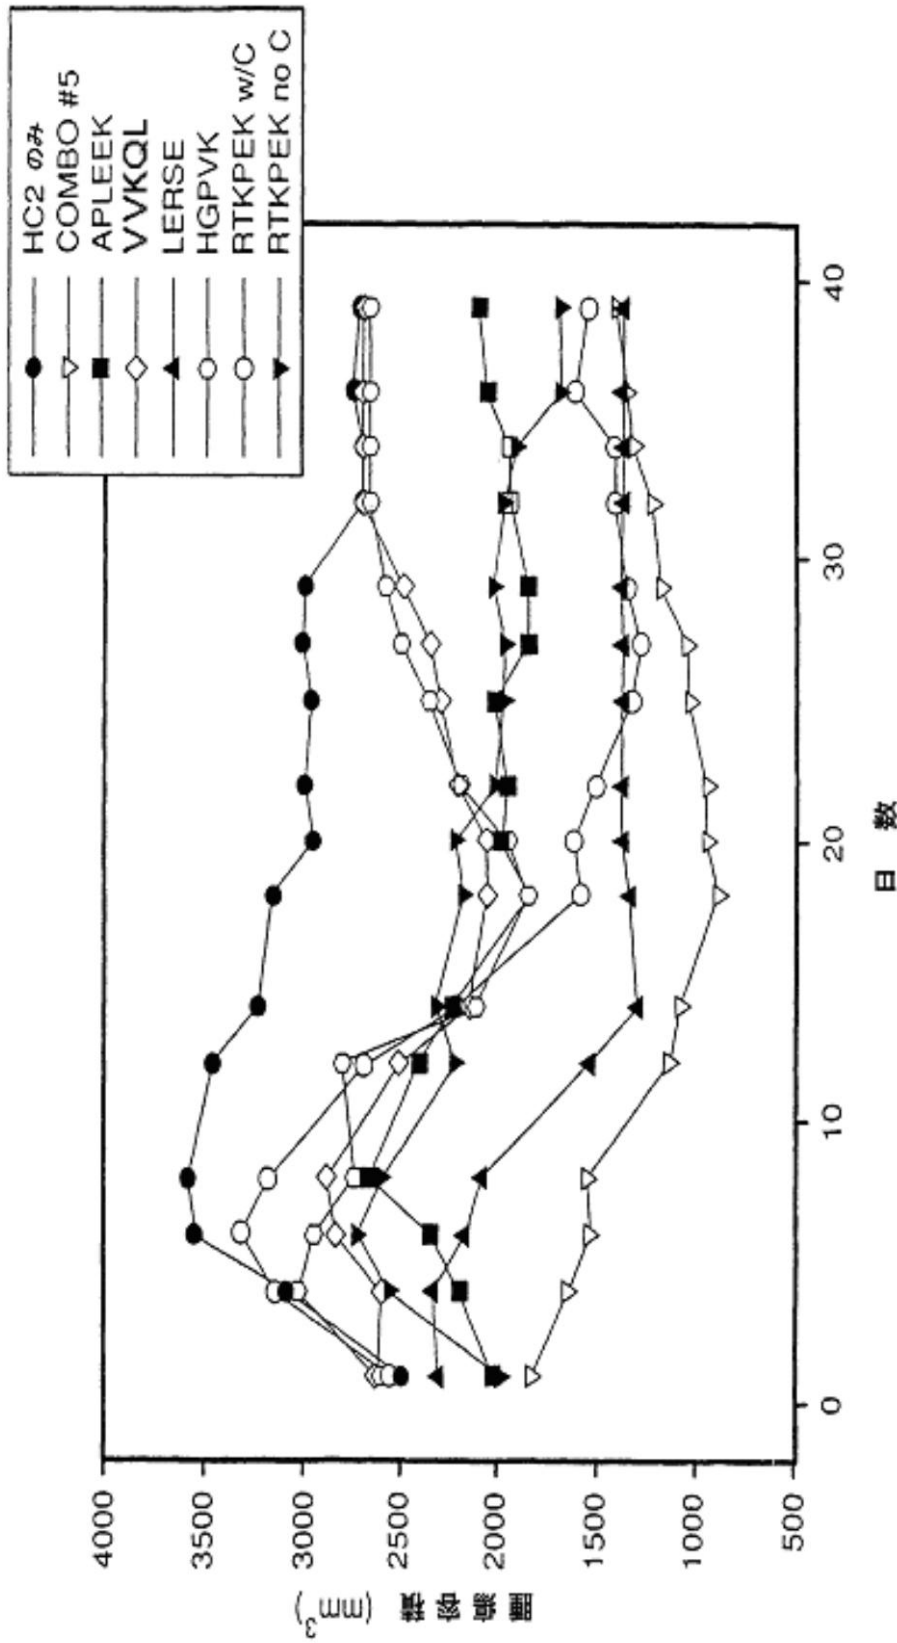 HC2 のみ
COMBO #5
APLEEK
VVKQL
LERSE
HGPVK
RTKPEK w/C
RTKPEK no C
腫瘍容積 (mm³)
4000
3500
3000
2500
2000
1500
1000
500
0
10
20
30
40
日 数